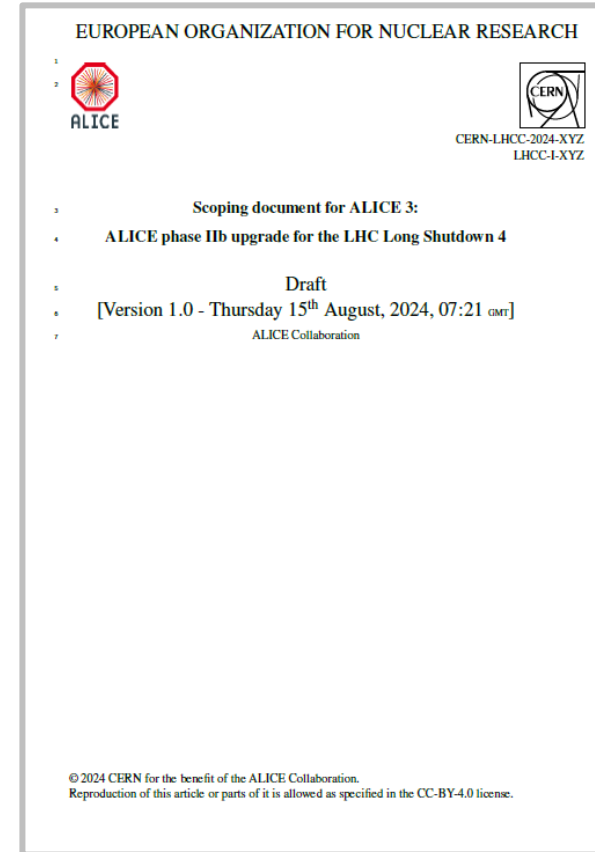 EUROPEAN ORGANIZATION FOR NUCLEAR RESEARCH
1
2
ALICE
CERN
CERN-LHCC-2024-XYZ
LHCC-I-XYZ
3 Scoping document for ALICE 3:
4 ALICE phase IIb upgrade for the LHC Long Shutdown 4
5 Draft
6 [Version 1.0 - Thursday 15th August, 2024, 07:21 GMT]
7 ALICE Collaboration
© 2024 CERN for the benefit of the ALICE Collaboration.
Reproduction of this article or parts of it is allowed as specified in the CC-BY-4.0 license.